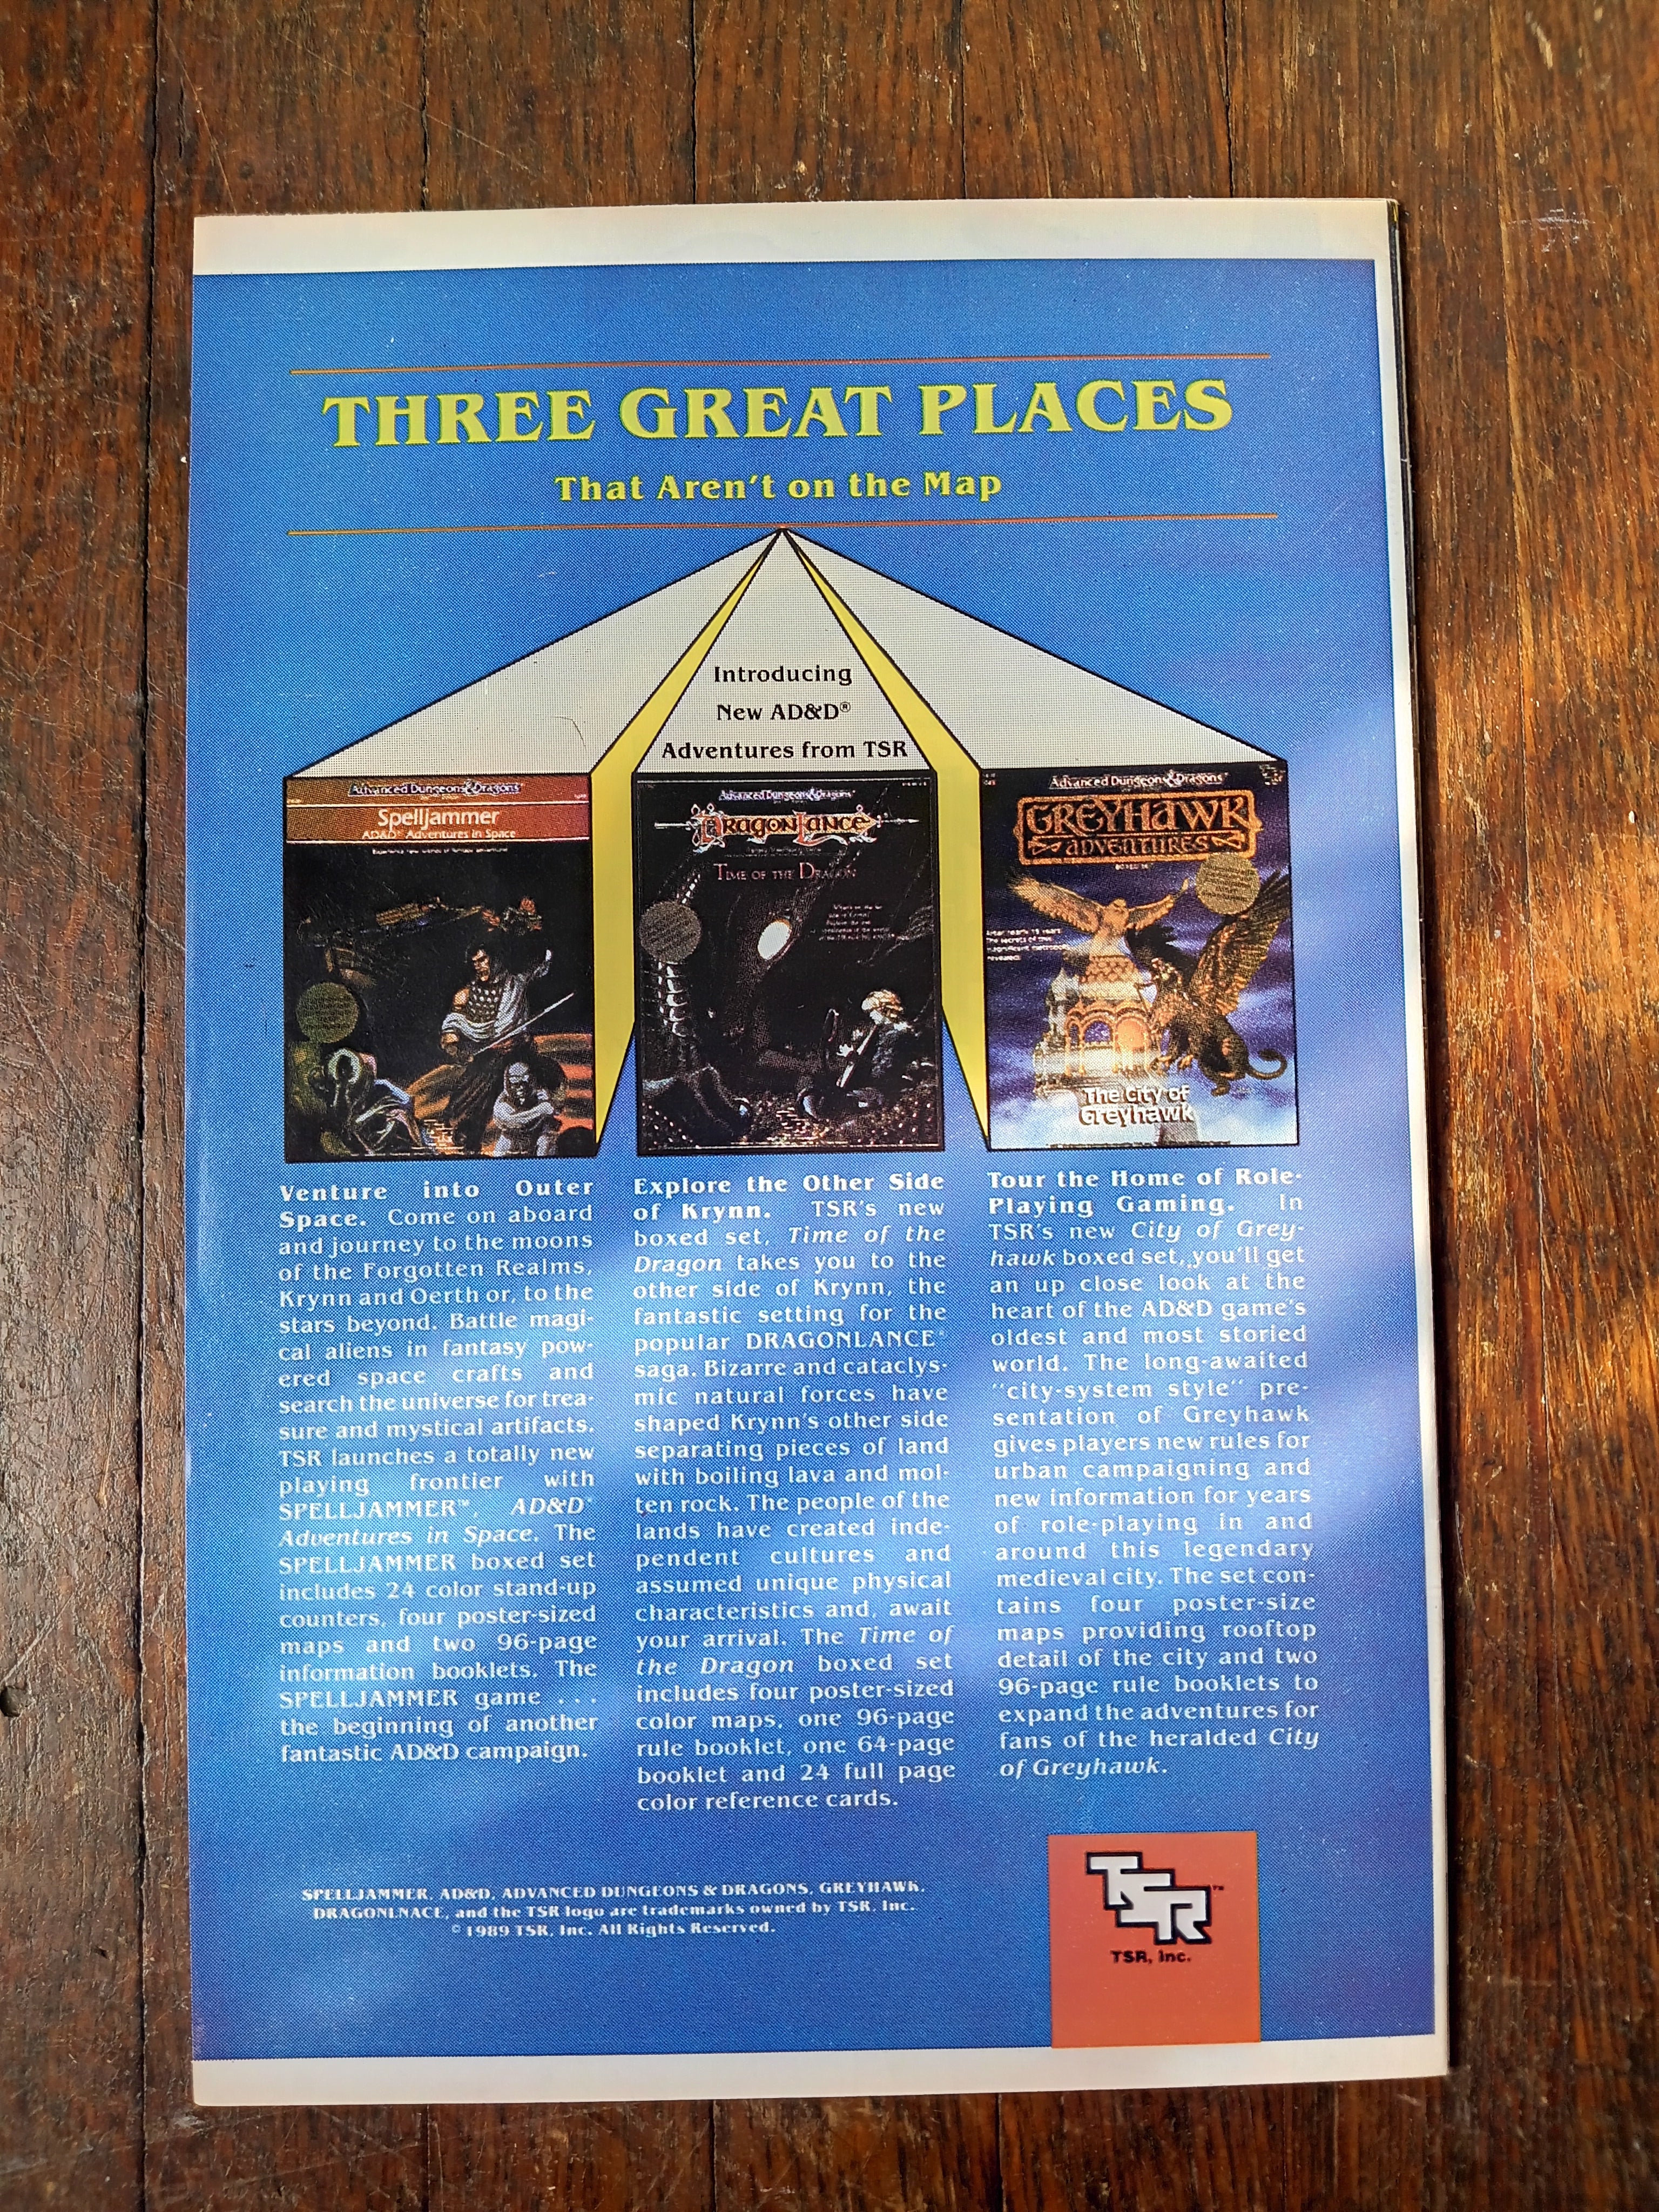 THREE GREAT PLACES
That Aren't on the Map
Introducing
New AD&D®
Adventures from TSR
Advanced Dungeons & Dragons
Spelljammer
AD&D® Adventures in Space
Advanced Dungeons & Dragons
DRAGONLANCE
TIME OF THE DRAGON
Advanced Dungeons & Dragons
GREYHAWK
ADVENTURES
The City of
Greyhawk
Venture into Outer
Space. Come on aboard
and journey to the moons
of the Forgotten Realms,
Krynn and Oerth or, to the
stars beyond. Battle magi-
cal aliens in fantasy pow-
ered space crafts and
search the universe for trea-
sure and mystical artifacts.
TSR launches a totally new
playing frontier with
SPELLJAMMER™, AD&D®
Adventures in Space. The
SPELLJAMMER boxed set
includes 24 color stand-up
counters, four poster-sized
maps and two 96-page
information booklets. The
SPELLJAMMER game . . .
the beginning of another
fantastic AD&D campaign.
Explore the Other Side
of Krynn. TSR's new
boxed set, Time of the
Dragon takes you to the
other side of Krynn, the
fantastic setting for the
popular DRAGONLANCE®
saga. Bizarre and cataclys-
mic natural forces have
shaped Krynn's other side
separating pieces of land
with boiling lava and mol-
ten rock. The people of the
lands have created inde-
pendent cultures and
assumed unique physical
characteristics and, await
your arrival. The Time of
the Dragon boxed set
includes four poster-sized
color maps, one 96-page
rule booklet, one 64-page
booklet and 24 full page
color reference cards.
Tour the Home of Role-
Playing Gaming. In
TSR's new City of Grey-
hawk boxed set, you'll get
an up close look at the
heart of the AD&D game's
oldest and most storied
world. The long-awaited
"city-system style" pre-
sentation of Greyhawk
gives players new rules for
urban campaigning and
new information for years
of role-playing in and
around this legendary
medieval city. The set con-
tains four poster-size
maps providing rooftop
detail of the city and two
96-page rule booklets to
expand the adventures for
fans of the heralded City
of Greyhawk.
SPELLJAMMER, AD&D, ADVANCED DUNGEONS & DRAGONS, GREYHAWK,
DRAGONLNACE, and the TSR logo are trademarks owned by TSR, Inc.
© 1989 TSR, Inc. All Rights Reserved.
TSR™
TSR, Inc.